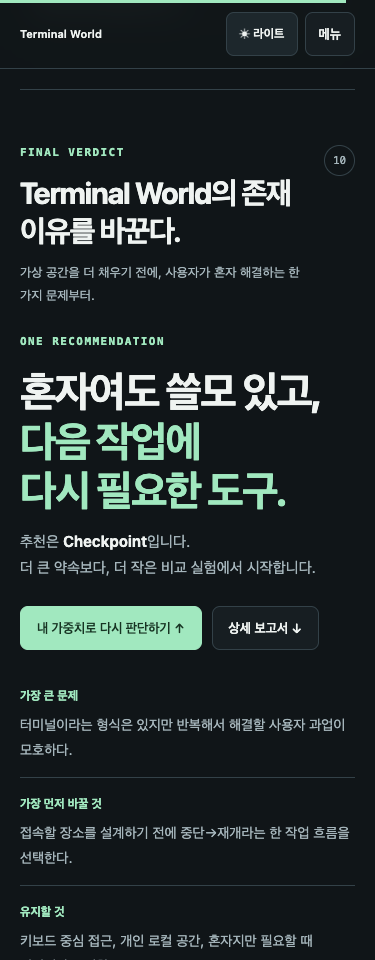 Terminal World
☀ 라이트
메뉴
FINAL VERDICT
10
Terminal World의 존재
이유를 바꾼다.
가상 공간을 더 채우기 전에, 사용자가 혼자 해결하는 한
가지 문제부터.
ONE RECOMMENDATION
혼자여도 쓸모 있고,
다음 작업에
다시 필요한 도구.
추천은 Checkpoint입니다.
더 큰 약속보다, 더 작은 비교 실험에서 시작합니다.
내 가중치로 다시 판단하기 ↑
상세 보고서 ↓
가장 큰 문제
터미널이라는 형식은 있지만 반복해서 해결할 사용자 과업이
모호하다.
가장 먼저 바꿀 것
접속할 장소를 설계하기 전에 중단→재개라는 한 작업 흐름을
선택한다.
유지할 것
키보드 중심 접근, 개인 로컬 공간, 혼자지만 필요할 때